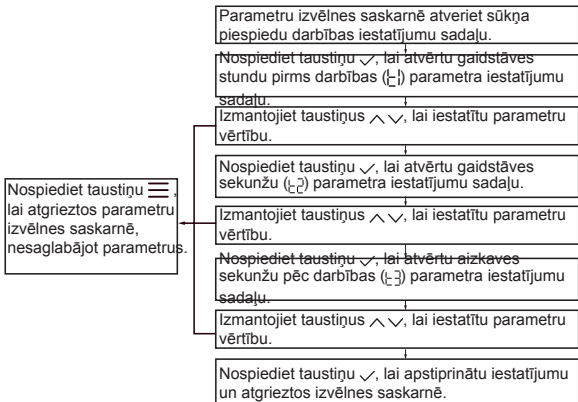 Parametru izvēlnes saskarnē atveriet sūkņa
piespiedu darbības iestatījumu sadaļu.
Nospiediet taustiņu ✓, lai atvērtu gaidstāves
stundu pirms darbības (t1) parametra iestatījumu
sadaļu.
Izmantojiet taustiņus ∧∨, lai iestatītu parametru
vērtību.
Nospiediet taustiņu ✓, lai atvērtu gaidstāves
sekunžu (t2) parametra iestatījumu sadaļu.
Nospiediet taustiņu ☰,
lai atgrieztos parametru
izvēlnes saskarnē,
nesaglabājot parametrus.
Izmantojiet taustiņus ∧∨, lai iestatītu parametru
vērtību.
Nospiediet taustiņu ✓, lai atvērtu aizkaves
sekunžu pēc darbības (t3) parametra iestatījumu
sadaļu.
Izmantojiet taustiņus ∧∨, lai iestatītu parametru
vērtību.
Nospiediet taustiņu ✓, lai apstiprinātu iestatījumu
un atgrieztos izvēlnes saskarnē.